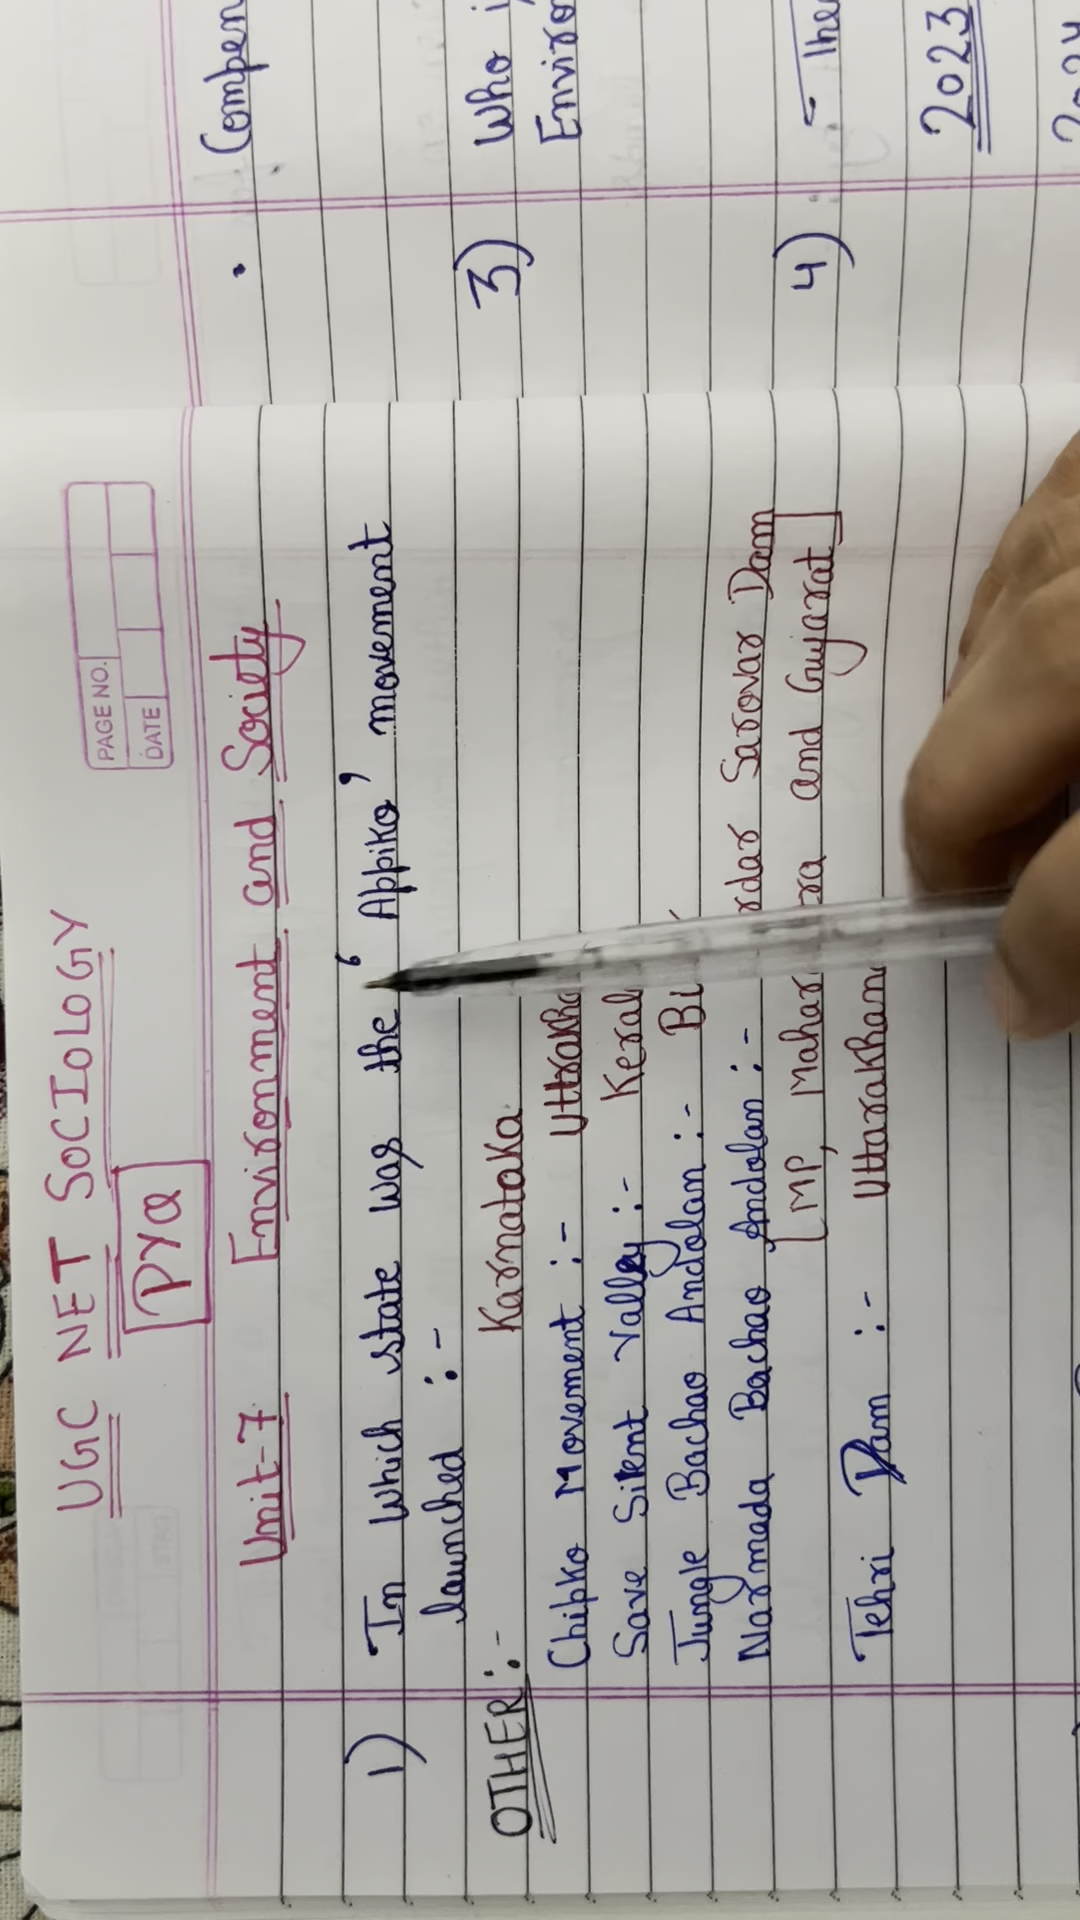 UGC NET SOCIOLOGY
PYQ
PAGE NO.
DATE
Unit-7 Environment and Society
1) In which state was the ' Appiko ' movement
launched :-
Karnataka
OTHER :-
Chipko Movement :- Uttrakh
Save Silent Valley :- Keral
Jungle Bachao Andolan :- Bi
Narmada Bachao Andolan :- rdar Sarovar Dam
[MP, Mahar ra and Gujarat]
Tehri Dam :- Uttarakhan
• Compen
3) Who i
Enviro
4) " The
2023